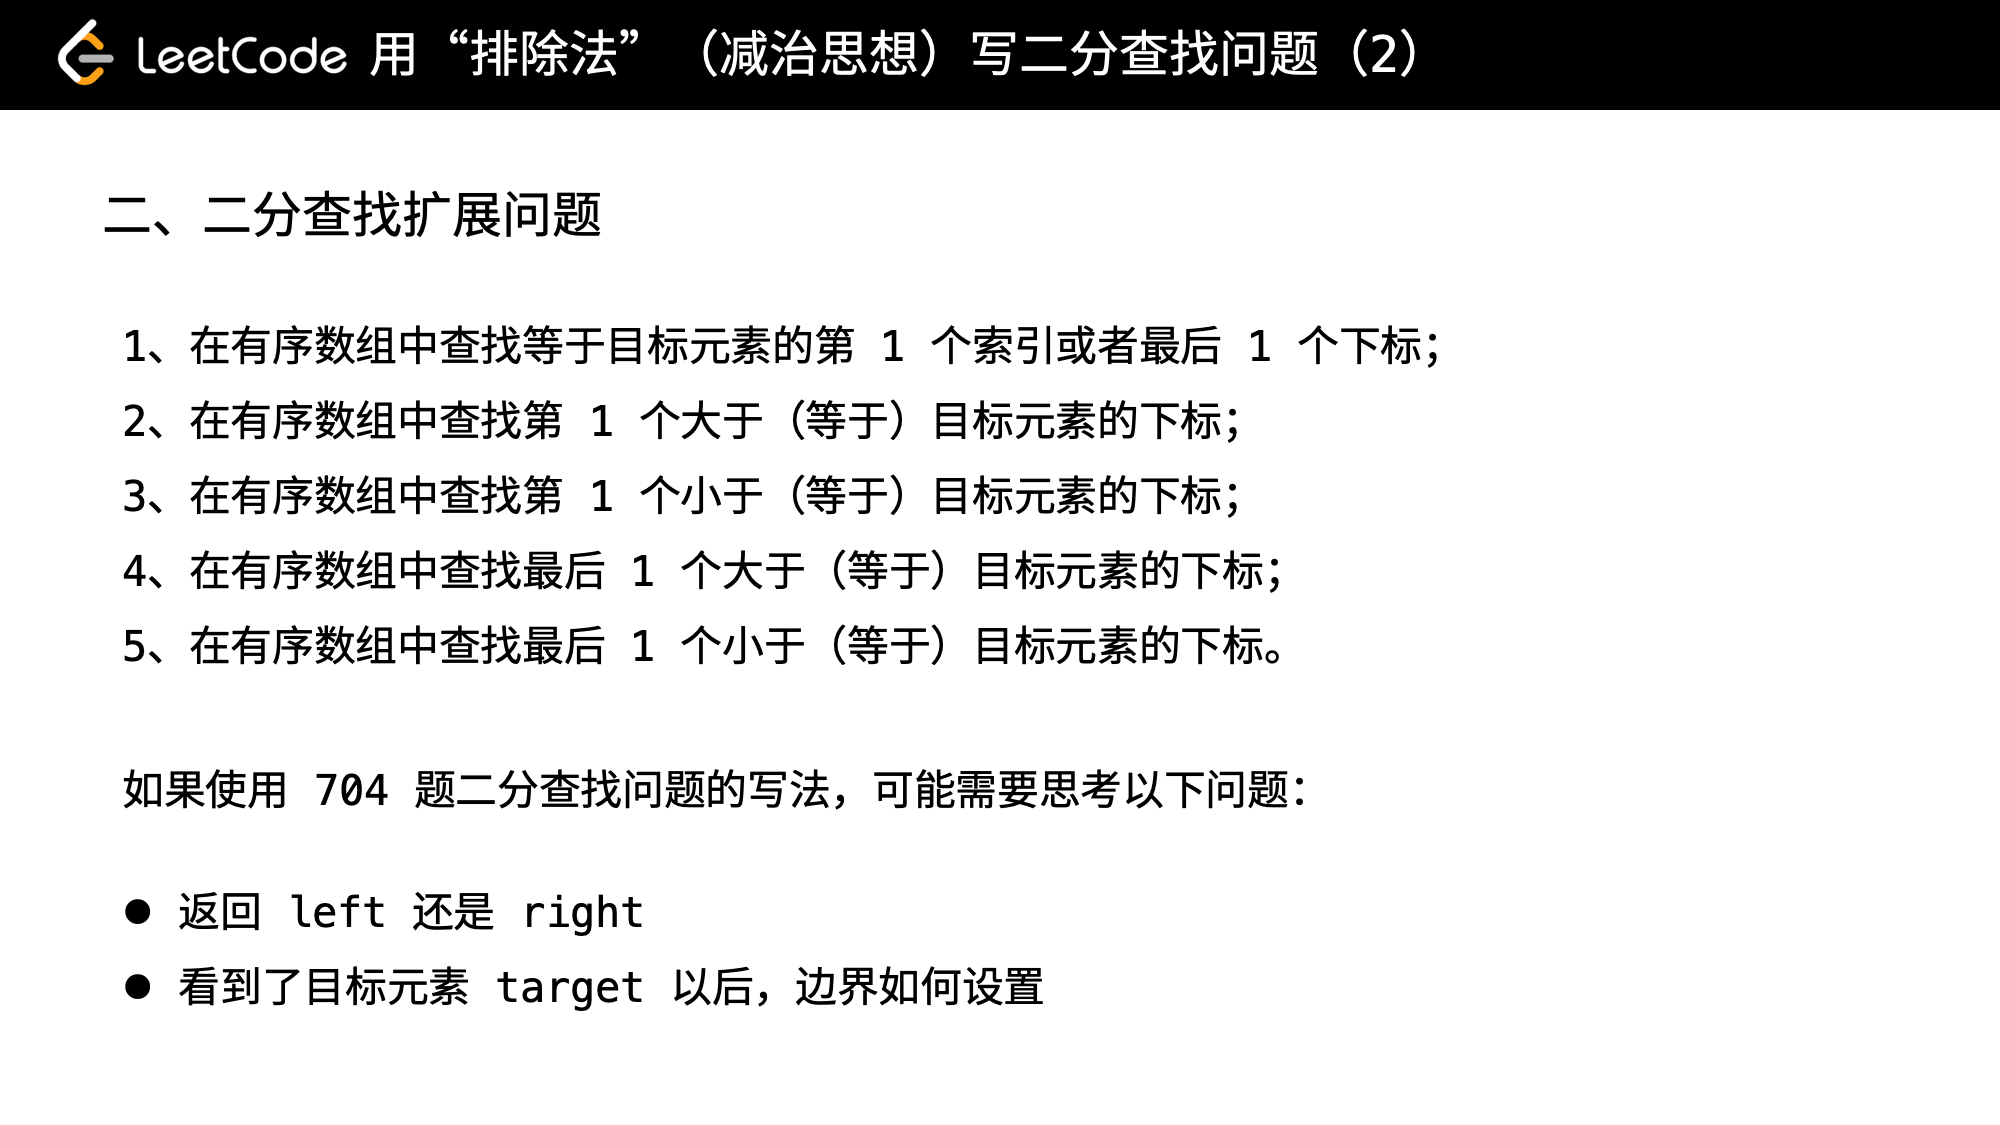 LeetCode 用“排除法”（减治思想）写二分查找问题（2）
二、二分查找扩展问题
1、在有序数组中查找等于目标元素的第 1 个索引或者最后 1 个下标；
2、在有序数组中查找第 1 个大于（等于）目标元素的下标；
3、在有序数组中查找第 1 个小于（等于）目标元素的下标；
4、在有序数组中查找最后 1 个大于（等于）目标元素的下标；
5、在有序数组中查找最后 1 个小于（等于）目标元素的下标。
如果使用 704 题二分查找问题的写法，可能需要思考以下问题：
● 返回 left 还是 right
● 看到了目标元素 target 以后，边界如何设置